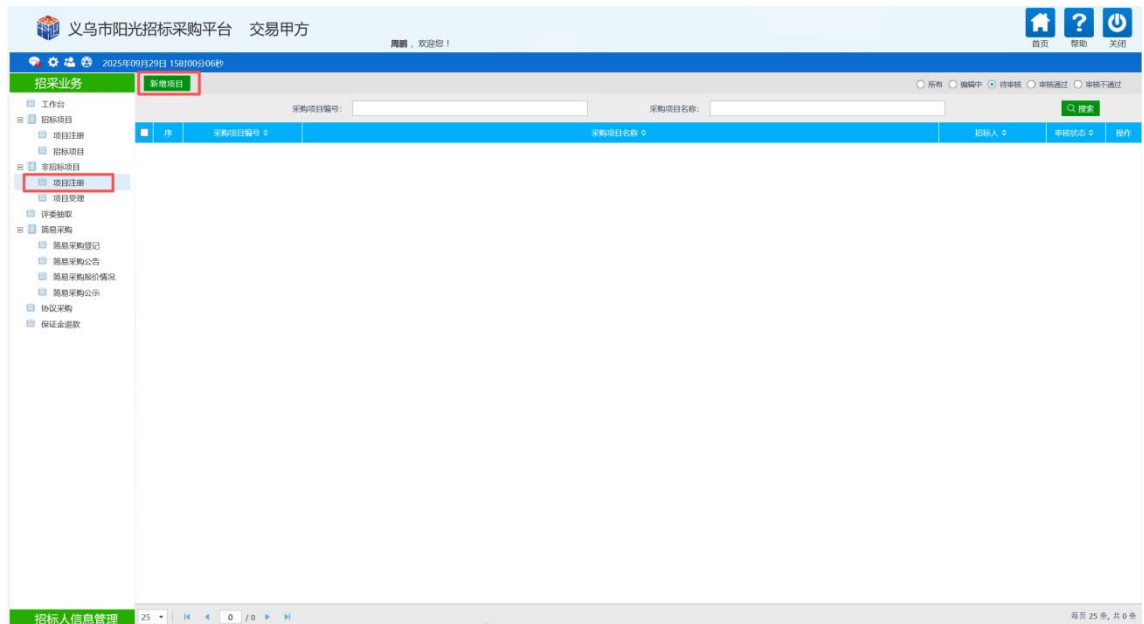 义乌市阳光招标采购平台 交易甲方
周鹏，欢迎您！
首页 帮助 关闭
2025年09月29日 15时00分06秒
招采业务
新增项目
所有 编辑中 待审核 审核通过 审核不通过
工作台
招标项目
项目注册
招标项目
非招标项目
项目注册
项目受理
评委抽取
简易采购
简易采购登记
简易采购公告
简易采购报价情况
简易采购公示
协议采购
保证金退款
采购项目编号: 采购项目名称: 搜索
序 采购项目编号 采购项目名称 招标人 审核状态 操作
招标人信息管理
25 0 / 0 每页 25 条, 共 0 条